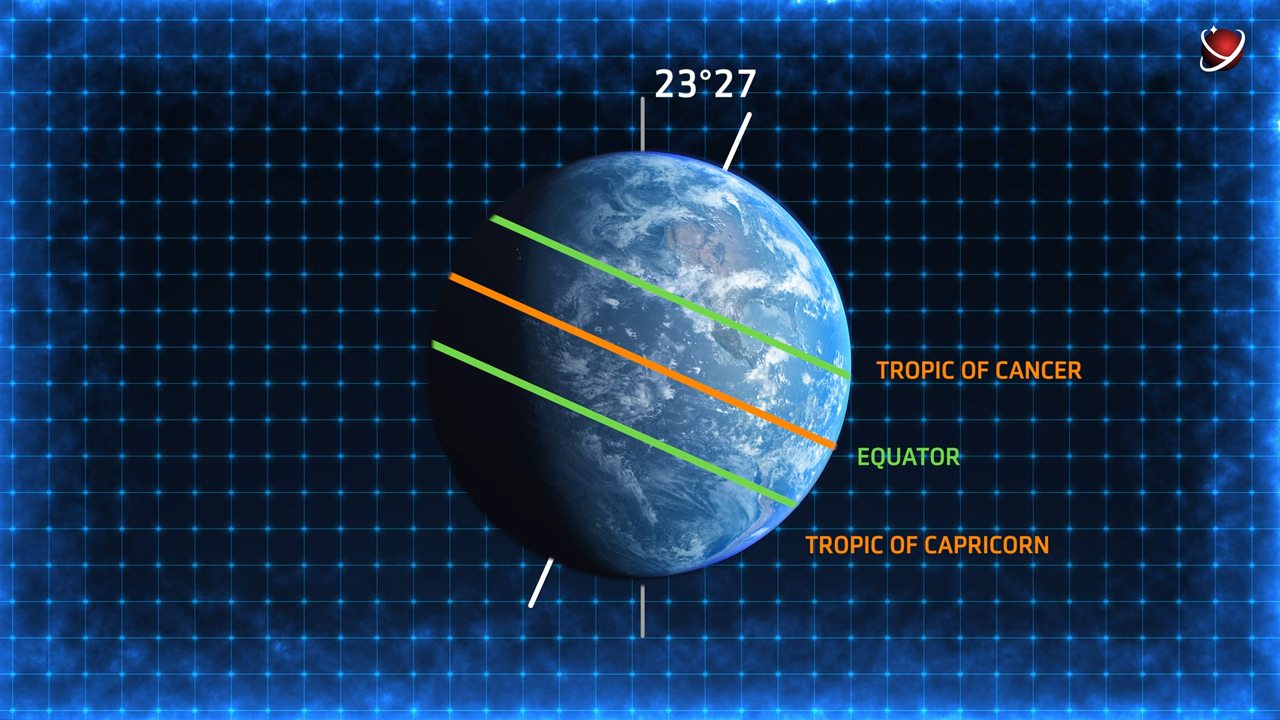 23°27
TROPIC OF CANCER
EQUATOR
TROPIC OF CAPRICORN